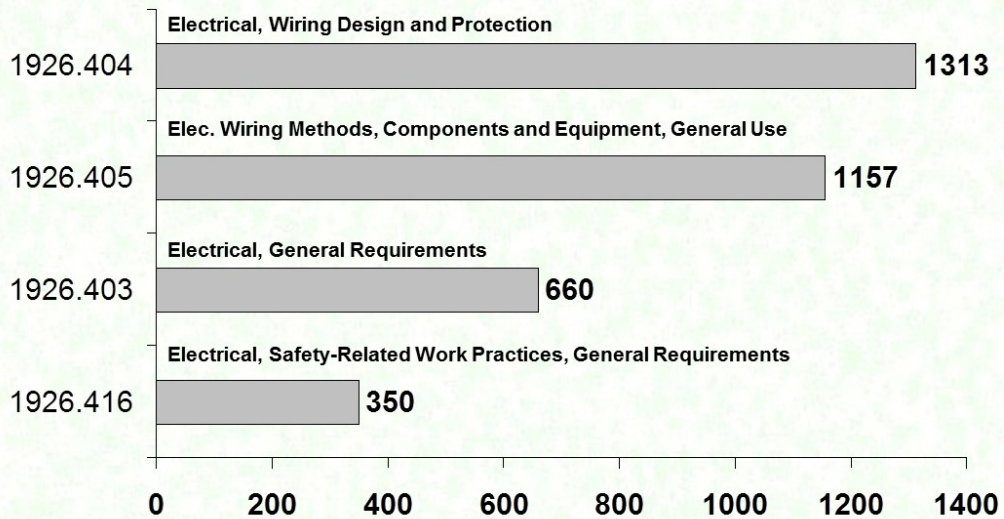 Electrical, Wiring Design and Protection
1926.404 1313
Elec. Wiring Methods, Components and Equipment, General Use
1926.405 1157
Electrical, General Requirements
1926.403 660
Electrical, Safety-Related Work Practices, General Requirements
1926.416 350
0 200 400 600 800 1000 1200 1400